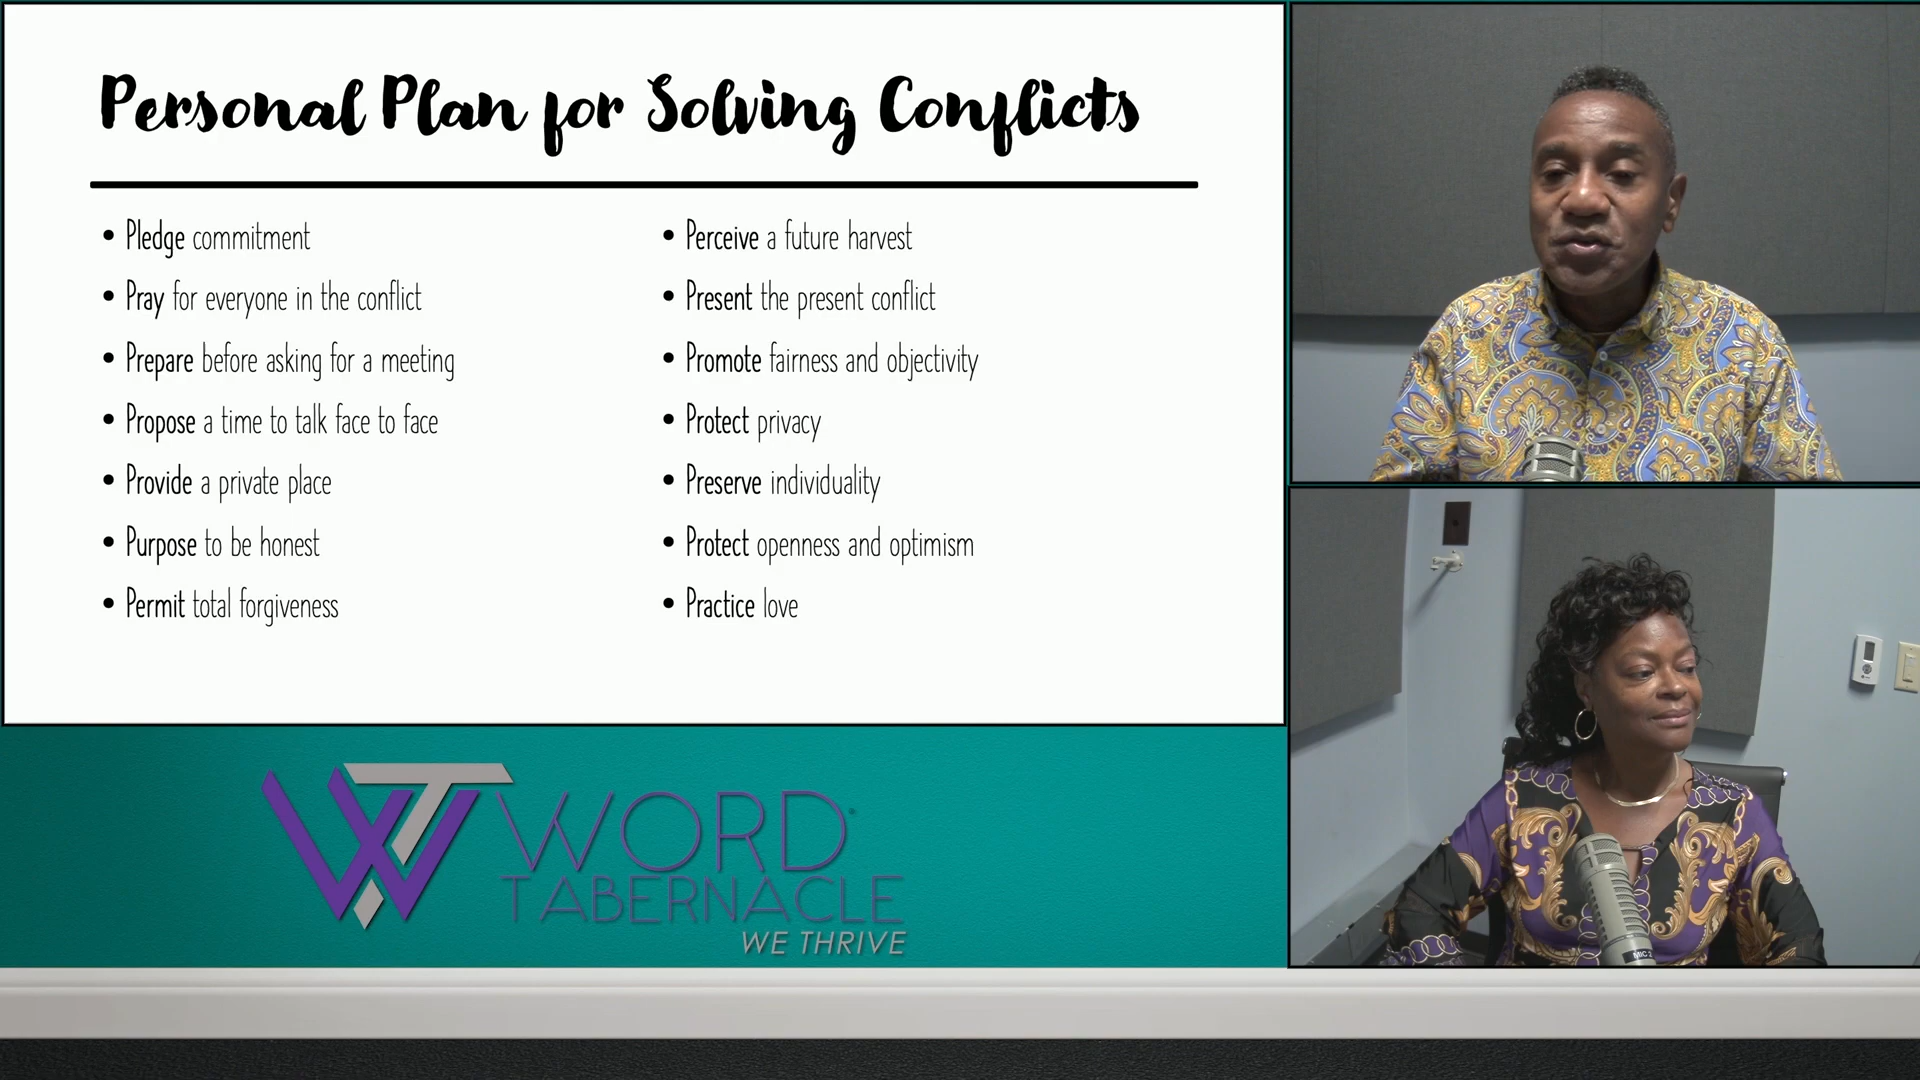 Personal Plan for Solving Conflicts
• Pledge commitment
• Pray for everyone in the conflict
• Prepare before asking for a meeting
• Propose a time to talk face to face
• Provide a private place
• Purpose to be honest
• Permit total forgiveness
• Perceive a future harvest
• Present the present conflict
• Promote fairness and objectivity
• Protect privacy
• Preserve individuality
• Protect openness and optimism
• Practice love
WT WORD
TABERNACLE
WE THRIVE
MIC 2